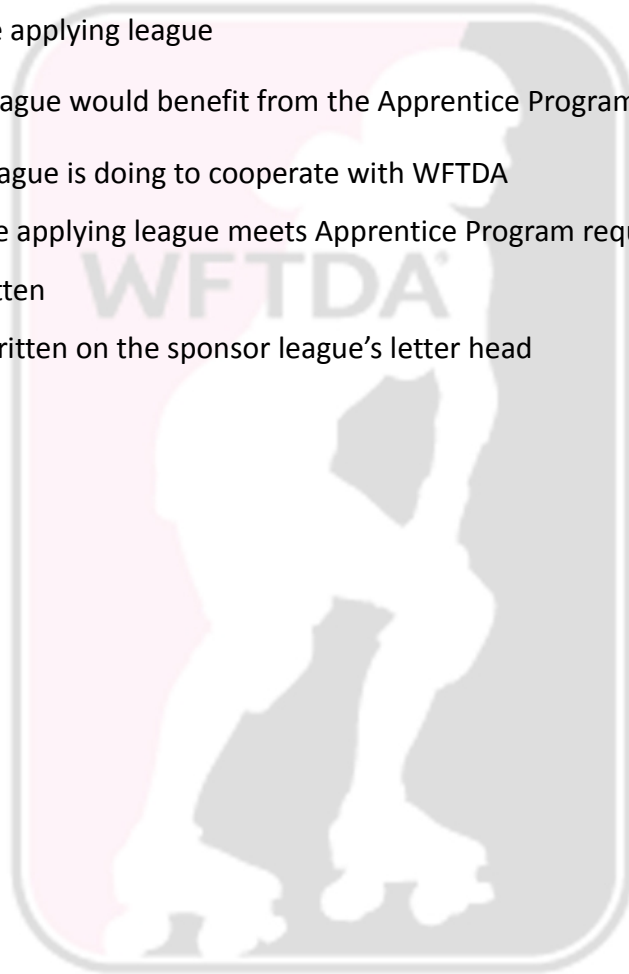 e applying league
ague would benefit from the Apprentice Program
ague is doing to cooperate with WFTDA
e applying league meets Apprentice Program requ
tten
ritten on the sponsor league’s letter head
WFTDA